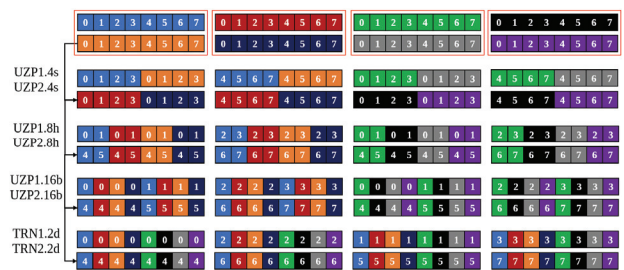 0 1 2 3 4 5 6 7 0 1 2 3 4 5 6 7 0 1 2 3 4 5 6 7 0 1 2 3 4 5 6 7
0 1 2 3 4 5 6 7 0 1 2 3 4 5 6 7 0 1 2 3 4 5 6 7 0 1 2 3 4 5 6 7
UZP1.4s 0 1 2 3 0 1 2 3 4 5 6 7 4 5 6 7 0 1 2 3 0 1 2 3 4 5 6 7 4 5 6 7
UZP2.4s 0 1 2 3 0 1 2 3 4 5 6 7 4 5 6 7 0 1 2 3 0 1 2 3 4 5 6 7 4 5 6 7
UZP1.8h 0 1 0 1 0 1 0 1 2 3 2 3 2 3 2 3 0 1 0 1 0 1 0 1 2 3 2 3 2 3 2 3
UZP2.8h 4 5 4 5 4 5 4 5 6 7 6 7 6 7 6 7 4 5 4 5 4 5 4 5 6 7 6 7 6 7 6 7
UZP1.16b 0 0 0 0 1 1 1 1 2 2 2 2 3 3 3 3 0 0 0 0 1 1 1 1 2 2 2 2 3 3 3 3
UZP2.16b 4 4 4 4 5 5 5 5 6 6 6 6 7 7 7 7 4 4 4 4 5 5 5 5 6 6 6 6 7 7 7 7
TRN1.2d 0 0 0 0 0 0 0 0 2 2 2 2 2 2 2 2 1 1 1 1 1 1 1 1 3 3 3 3 3 3 3 3
TRN2.2d 4 4 4 4 4 4 4 4 6 6 6 6 6 6 6 6 5 5 5 5 5 5 5 5 7 7 7 7 7 7 7 7